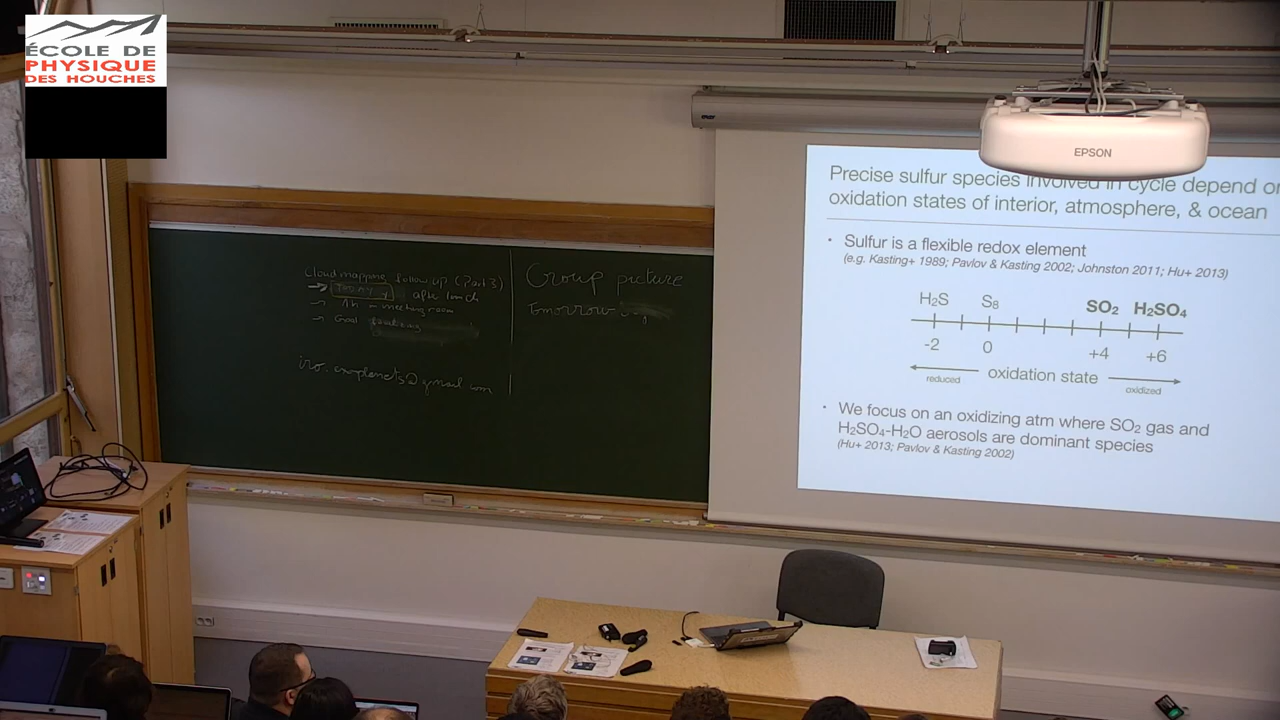 ÉCOLE DE
PHYSIQUE
DES HOUCHES
EPSON
Cloud mapping follow up (Part 3)
→ TODAY after lunch
meeting room
Group picture
Tomorrow
Precise sulfur species involved in cycle depend on
oxidation states of interior, atmosphere, & ocean
• Sulfur is a flexible redox element
(e.g. Kasting+ 1989; Pavlov & Kasting 2002; Johnston 2011; Hu+ 2013)
H₂S S₈ SO₂ H₂SO₄
-2 0 +4 +6
reduced oxidation state oxidized
• We focus on an oxidizing atm where SO₂ gas and
H₂SO₄-H₂O aerosols are dominant species
(Hu+ 2013; Pavlov & Kasting 2002)